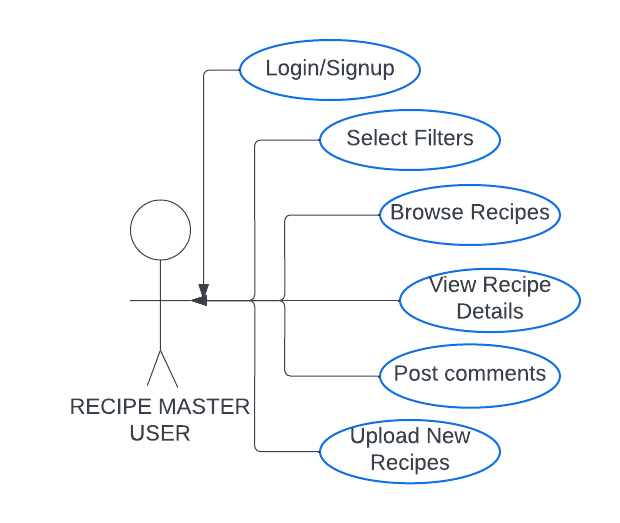 Login/Signup
Select Filters
Browse Recipes
View Recipe
Details
Post comments
Upload New
Recipes
RECIPE MASTER
USER